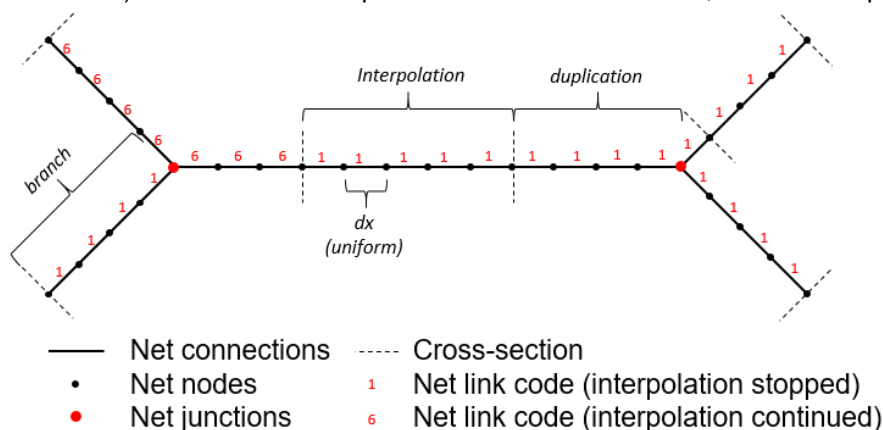 6
1
Interpolation
duplication
6
1
6
1
6
1
6 6 6 1 1 1 1 1 1 1 1 1
branch
1
1
1
1
dx
(uniform)
1
1
1
1
Net connections
Cross-section
Net nodes
1 Net link code (interpolation stopped)
Net junctions
6 Net link code (interpolation continued)